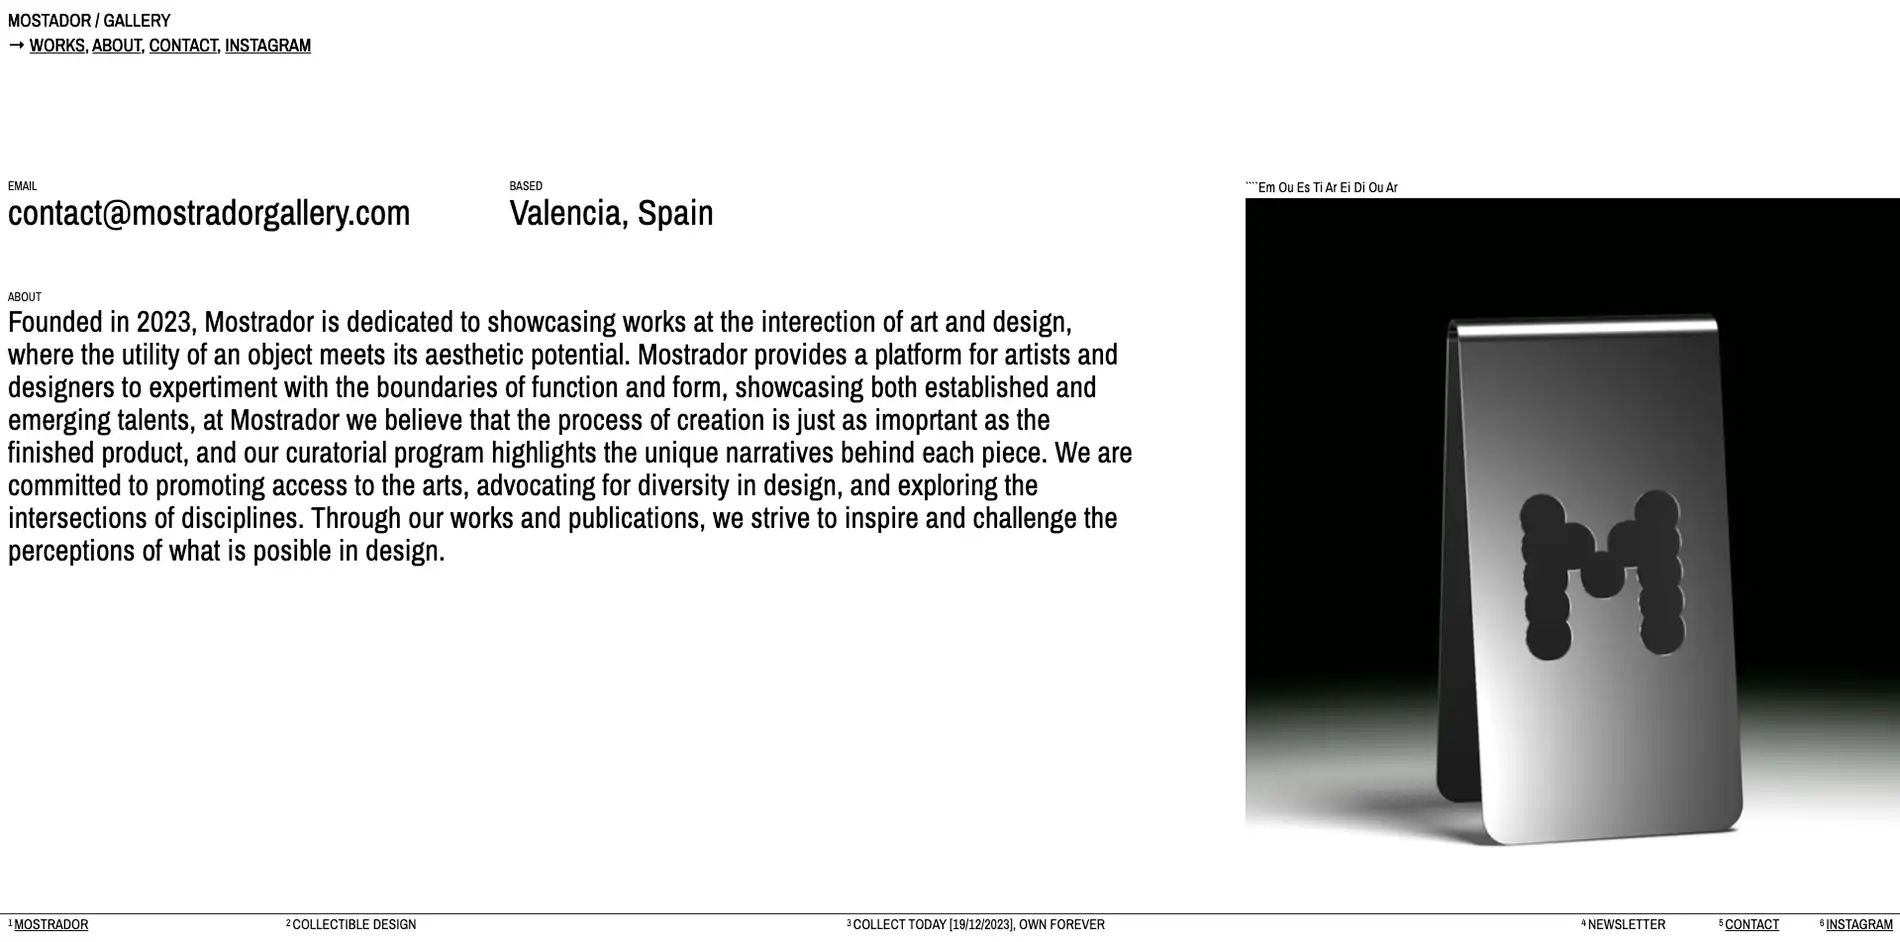 MOSTADOR / GALLERY
→ WORKS, ABOUT, CONTACT, INSTAGRAM
EMAIL
contact@mostradorgallery.com
BASED
Valencia, Spain
ABOUT
Founded in 2023, Mostrador is dedicated to showcasing works at the interection of art and design,
where the utility of an object meets its aesthetic potential. Mostrador provides a platform for artists and
designers to expertiment with the boundaries of function and form, showcasing both established and
emerging talents, at Mostrador we believe that the process of creation is just as imoprtant as the
finished product, and our curatorial program highlights the unique narratives behind each piece. We are
committed to promoting access to the arts, advocating for diversity in design, and exploring the
intersections of disciplines. Through our works and publications, we strive to inspire and challenge the
perceptions of what is posible in design.
````Em Ou Es Ti Ar Ei Di Ou Ar
M
1 MOSTRADOR
2 COLLECTIBLE DESIGN
3 COLLECT TODAY [19/12/2023], OWN FOREVER
4 NEWSLETTER
5 CONTACT
6 INSTAGRAM